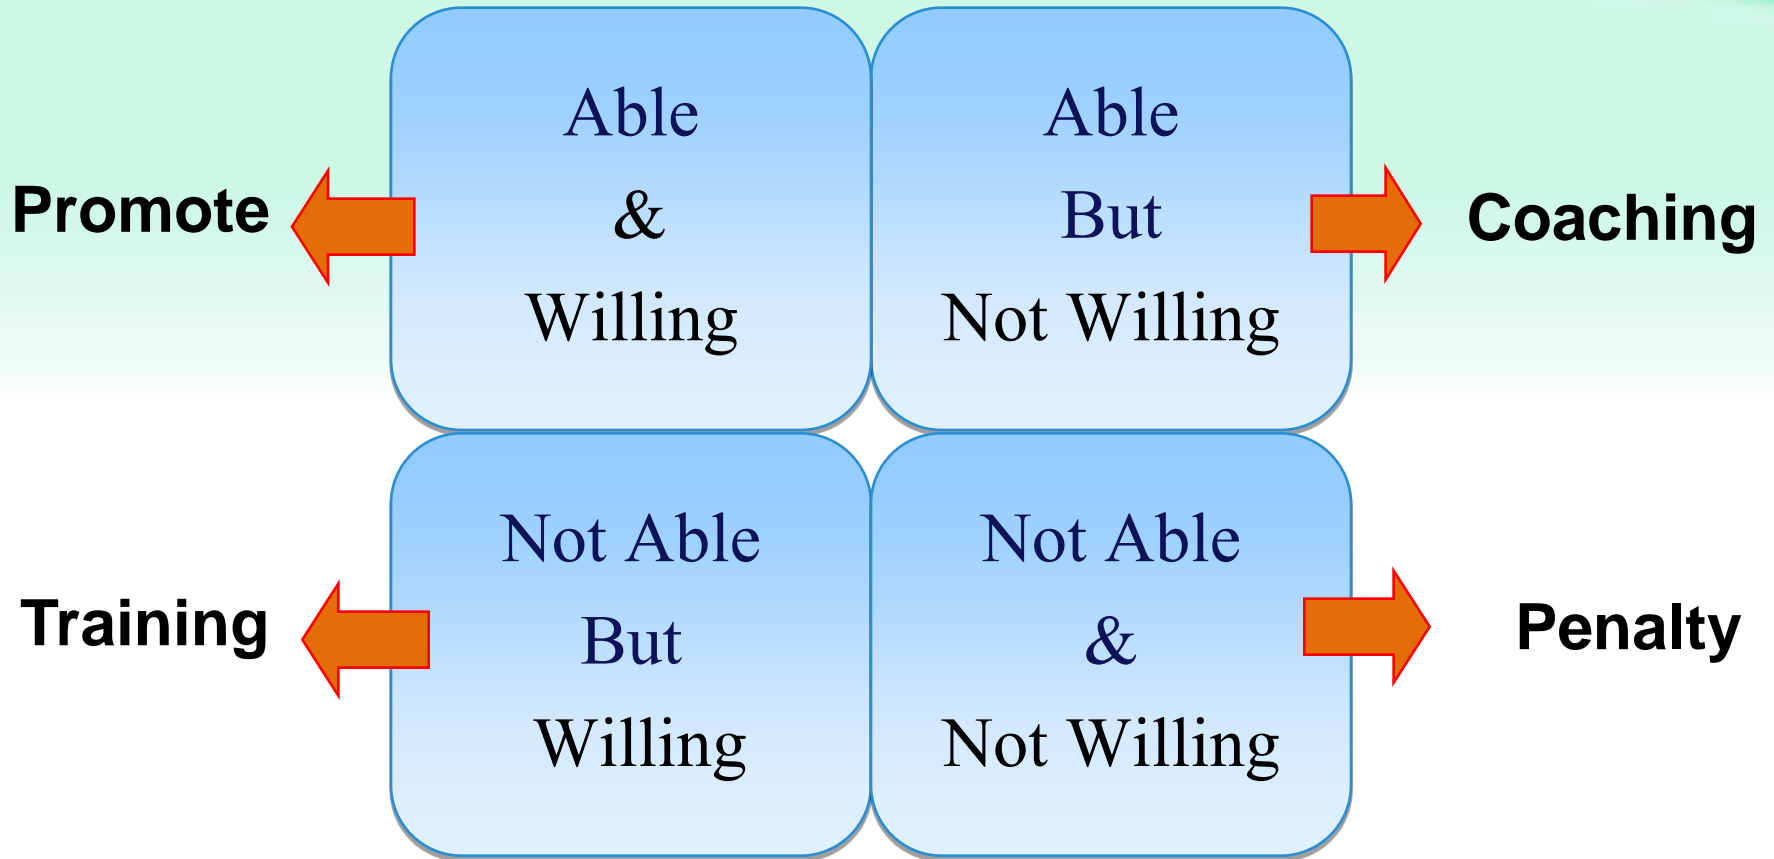 Promote
Able
&
Willing
Able
But
Not Willing
Coaching
Training
Not Able
But
Willing
Not Able
&
Not Willing
Penalty